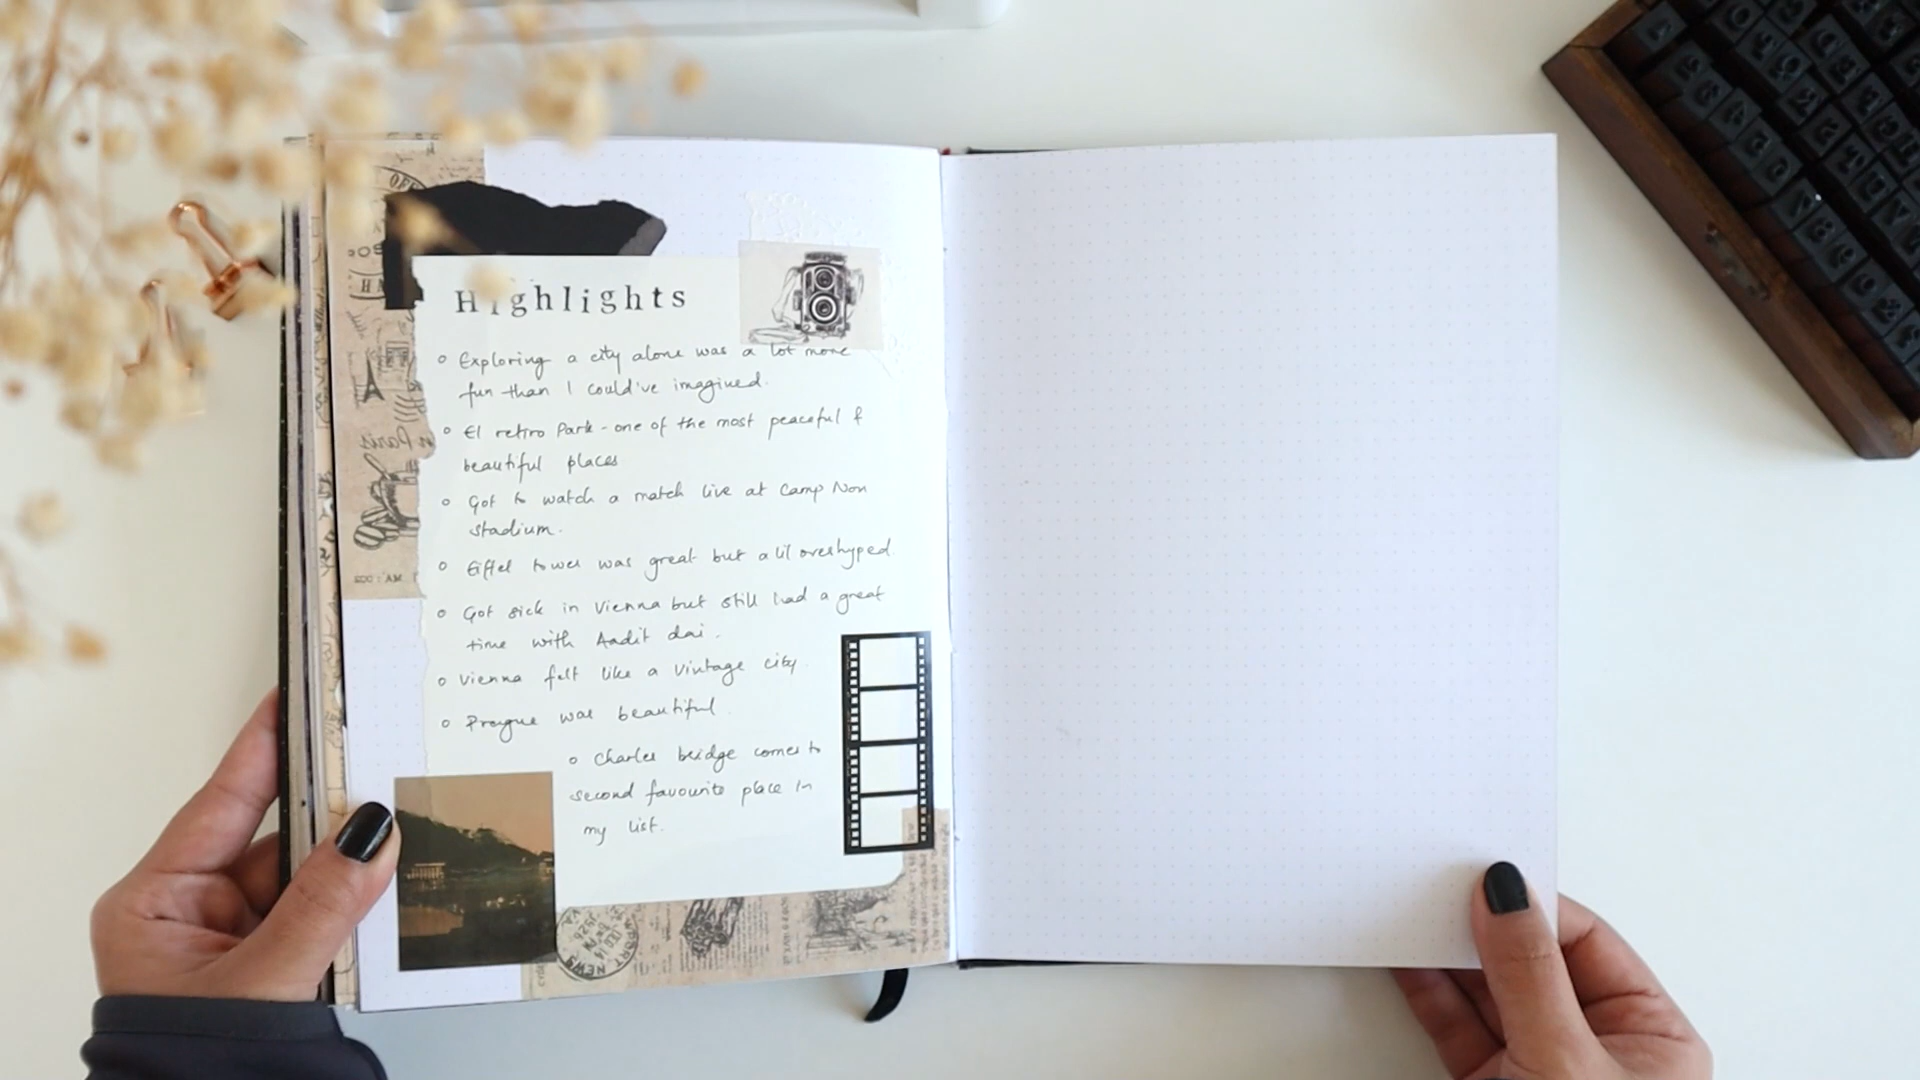 Highlights
o Exploring a city alone was a lot more
fun than I could've imagined.
o El retiro Park - one of the most peaceful &
beautiful places
o Got to watch a match live at Camp Nou
stadium.
o Eiffel tower was great but a lil overhyped.
o Got sick in Vienna but still had a great
time with Aadit dai.
o Vienna felt like a vintage city.
o Prague was beautiful.
o Charles bridge comes to
second favourite place in
my list.